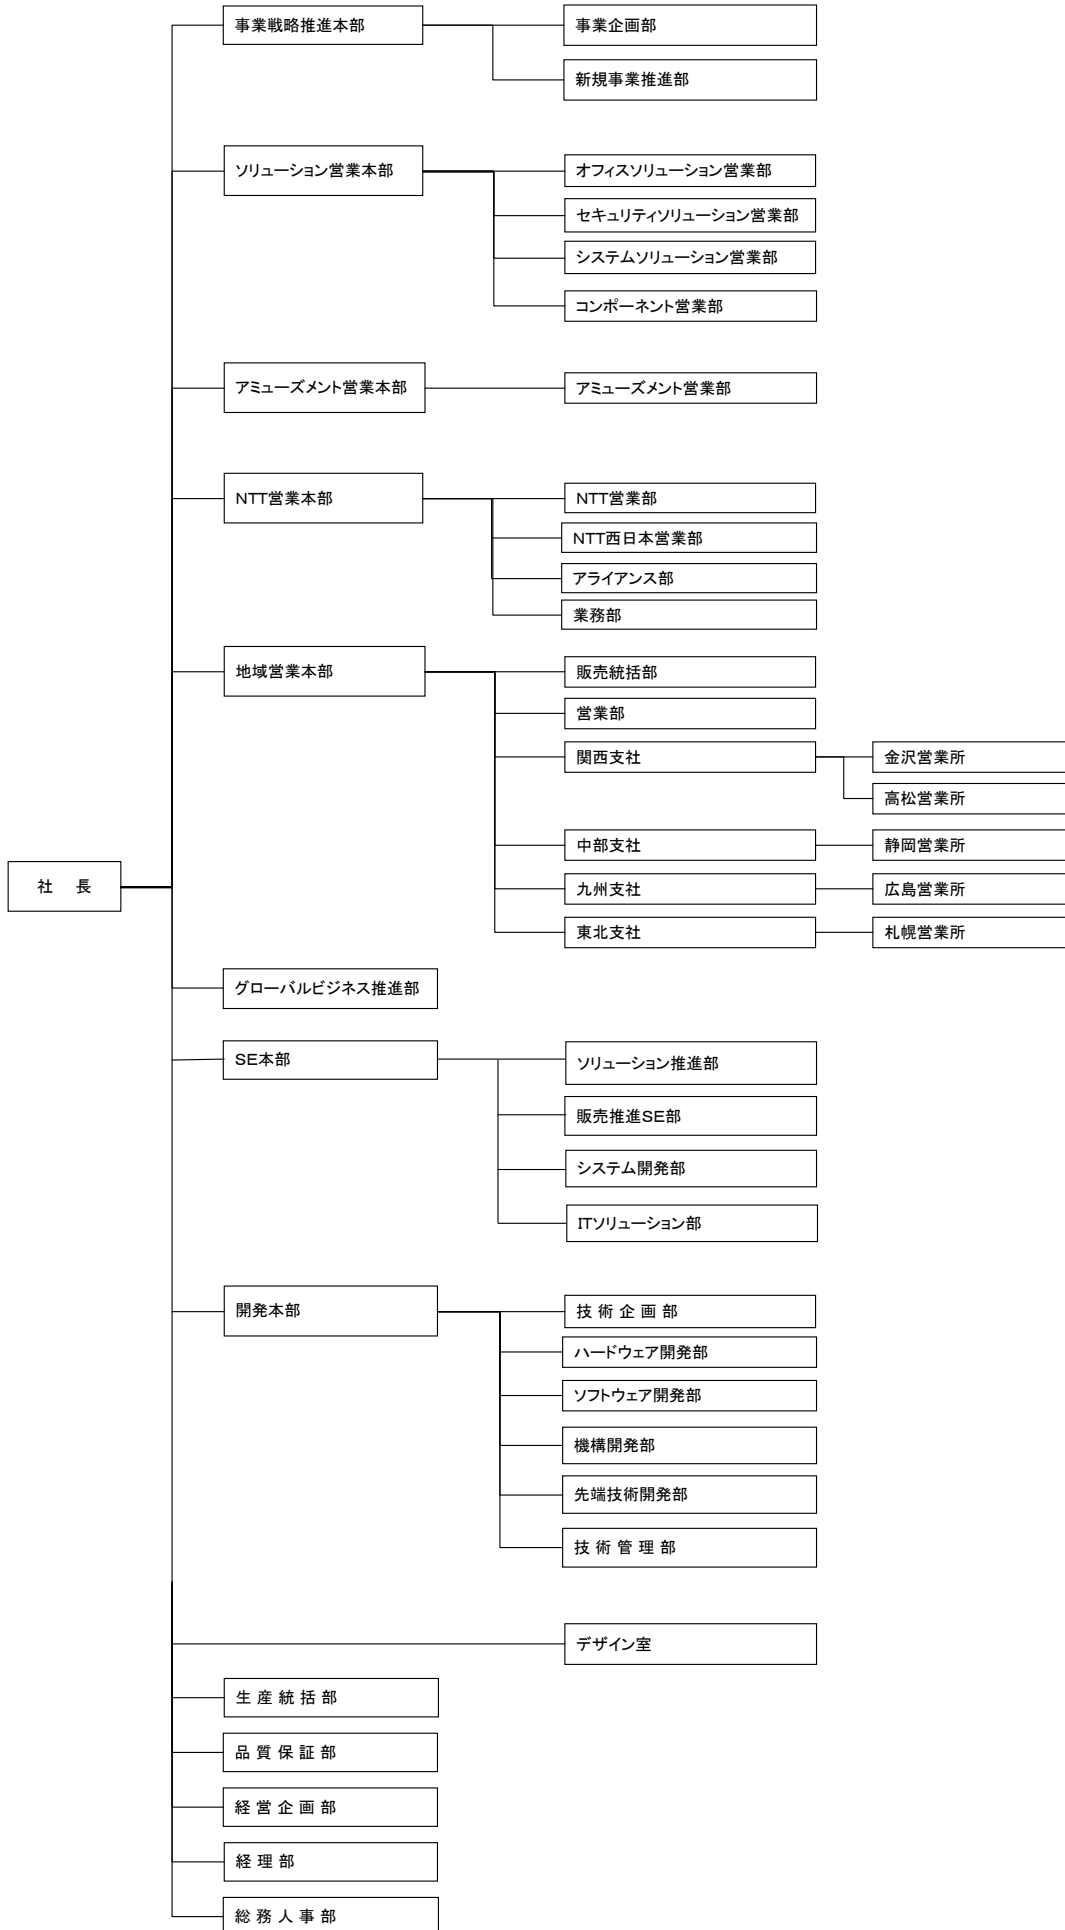 事業戦略推進本部
事業企画部
新規事業推進部
ソリューション営業本部
オフィスソリューション営業部
セキュリティソリューション営業部
システムソリューション営業部
コンポーネント営業部
アミューズメント営業本部
アミューズメント営業部
NTT営業本部
NTT営業部
NTT西日本営業部
アライアンス部
業務部
地域営業本部
販売統括部
営業部
関西支社
金沢営業所
高松営業所
中部支社
静岡営業所
社 長
九州支社
広島営業所
東北支社
札幌営業所
グローバルビジネス推進部
SE本部
ソリューション推進部
販売推進SE部
システム開発部
ITソリューション部
開発本部
技 術 企 画 部
ハードウェア開発部
ソフトウェア開発部
機構開発部
先端技術開発部
技 術 管 理 部
デザイン室
生 産 統 括 部
品 質 保 証 部
経 営 企 画 部
経 理 部
総 務 人 事 部